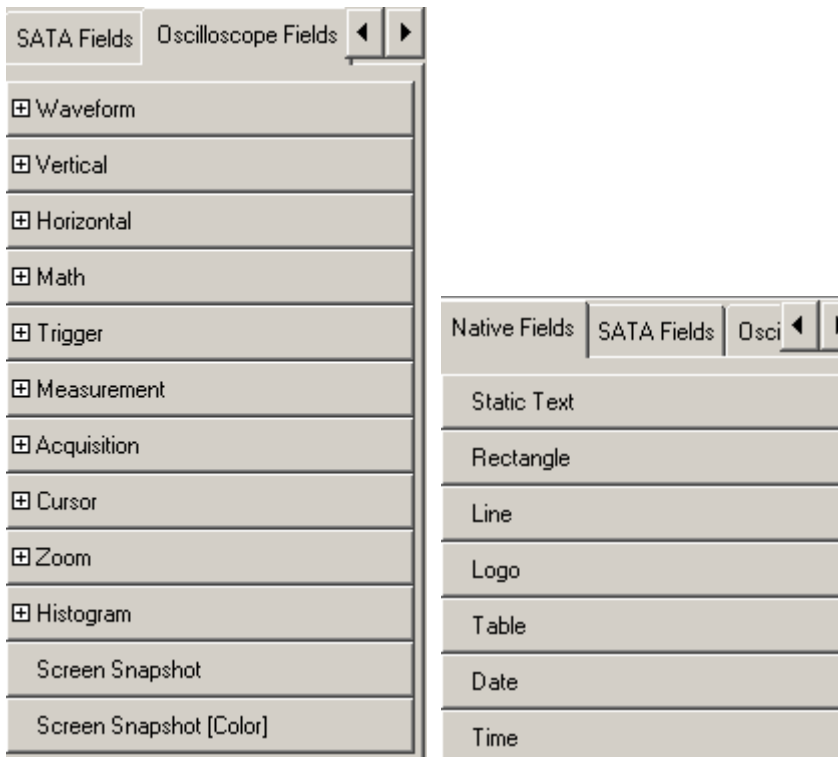 SATA Fields Oscilloscope Fields
Waveform
Vertical
Horizontal
Math
Trigger
Measurement
Acquisition
Cursor
Zoom
Histogram
Screen Snapshot
Screen Snapshot [Color]
Native Fields SATA Fields Osci
Static Text
Rectangle
Line
Logo
Table
Date
Time